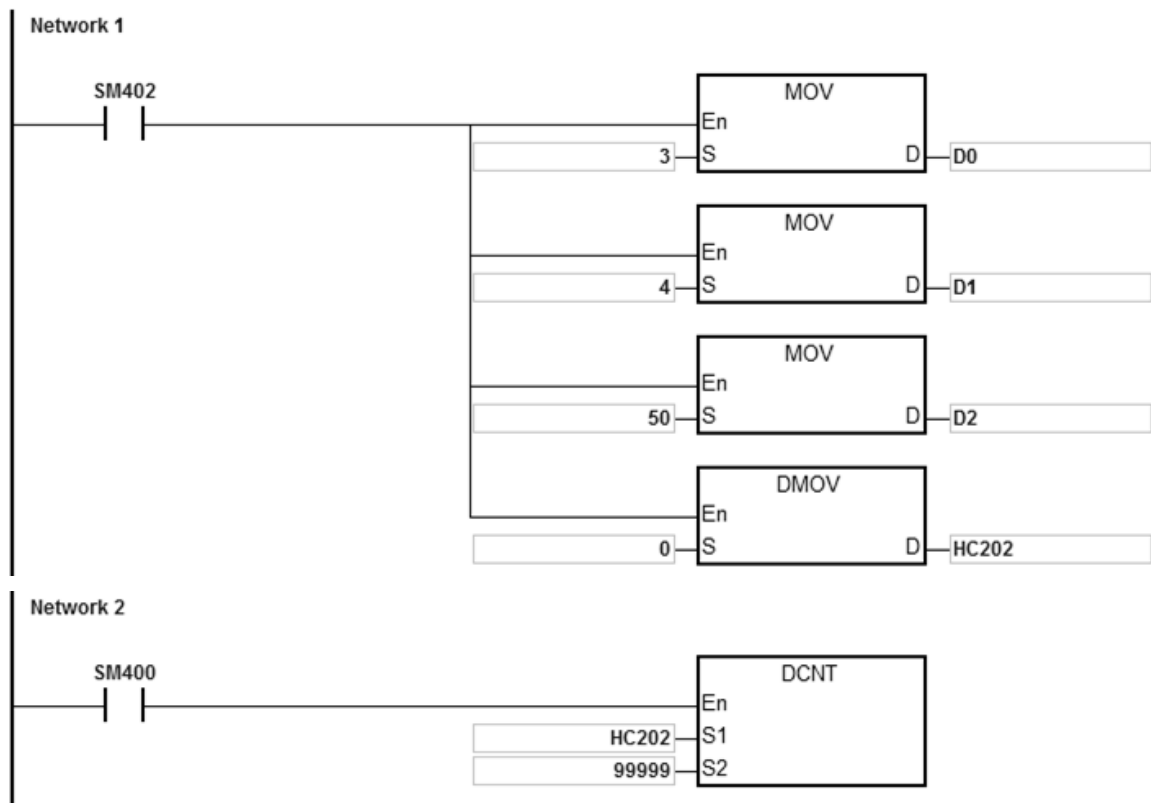 Network 1
SM402
MOV
En
3 S D D0
MOV
En
4 S D D1
MOV
En
50 S D D2
DMOV
En
0 S D HC202
Network 2
SM400
DCNT
En
HC202 S1
99999 S2